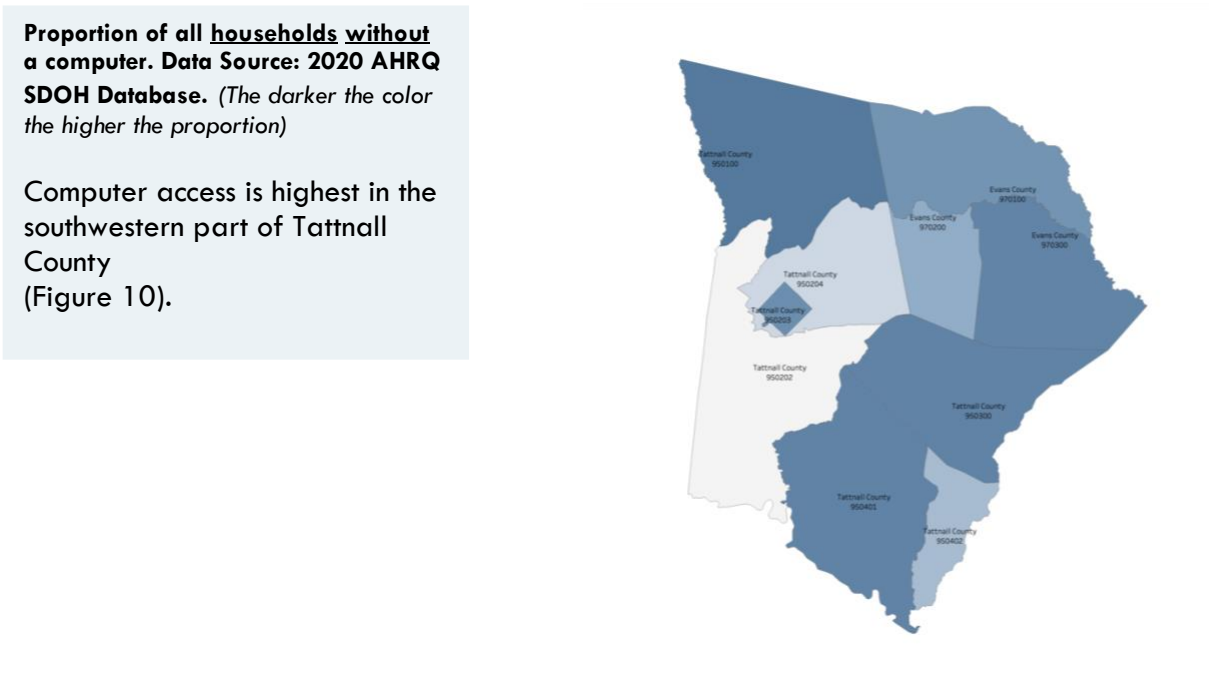 Proportion of all households without
a computer. Data Source: 2020 AHRQ
SDOH Database. (The darker the color
the higher the proportion)
Computer access is highest in the
southwestern part of Tattnall
County
(Figure 10).
Tattnall County
950100
Evans County
970100
Evans County
970200
Evans County
970300
Tattnall County
950204
Tattnall County
950203
Tattnall County
950202
Tattnall County
950300
Tattnall County
950401
Tattnall County
950402